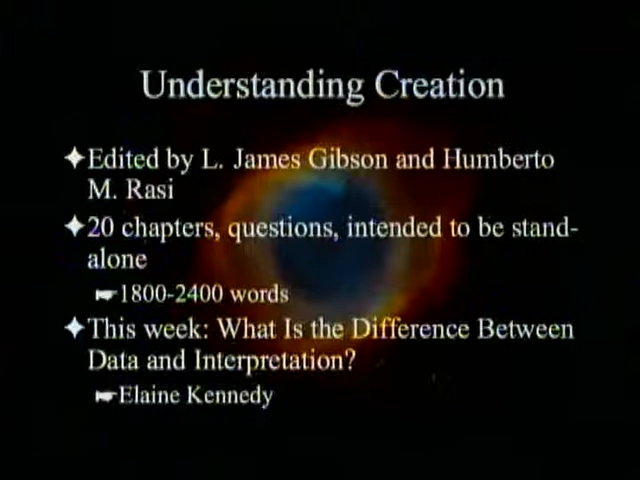 Understanding Creation
Edited by L. James Gibson and Humberto
M. Rasi
20 chapters, questions, intended to be stand-
alone
1800-2400 words
This week: What Is the Difference Between
Data and Interpretation?
Elaine Kennedy